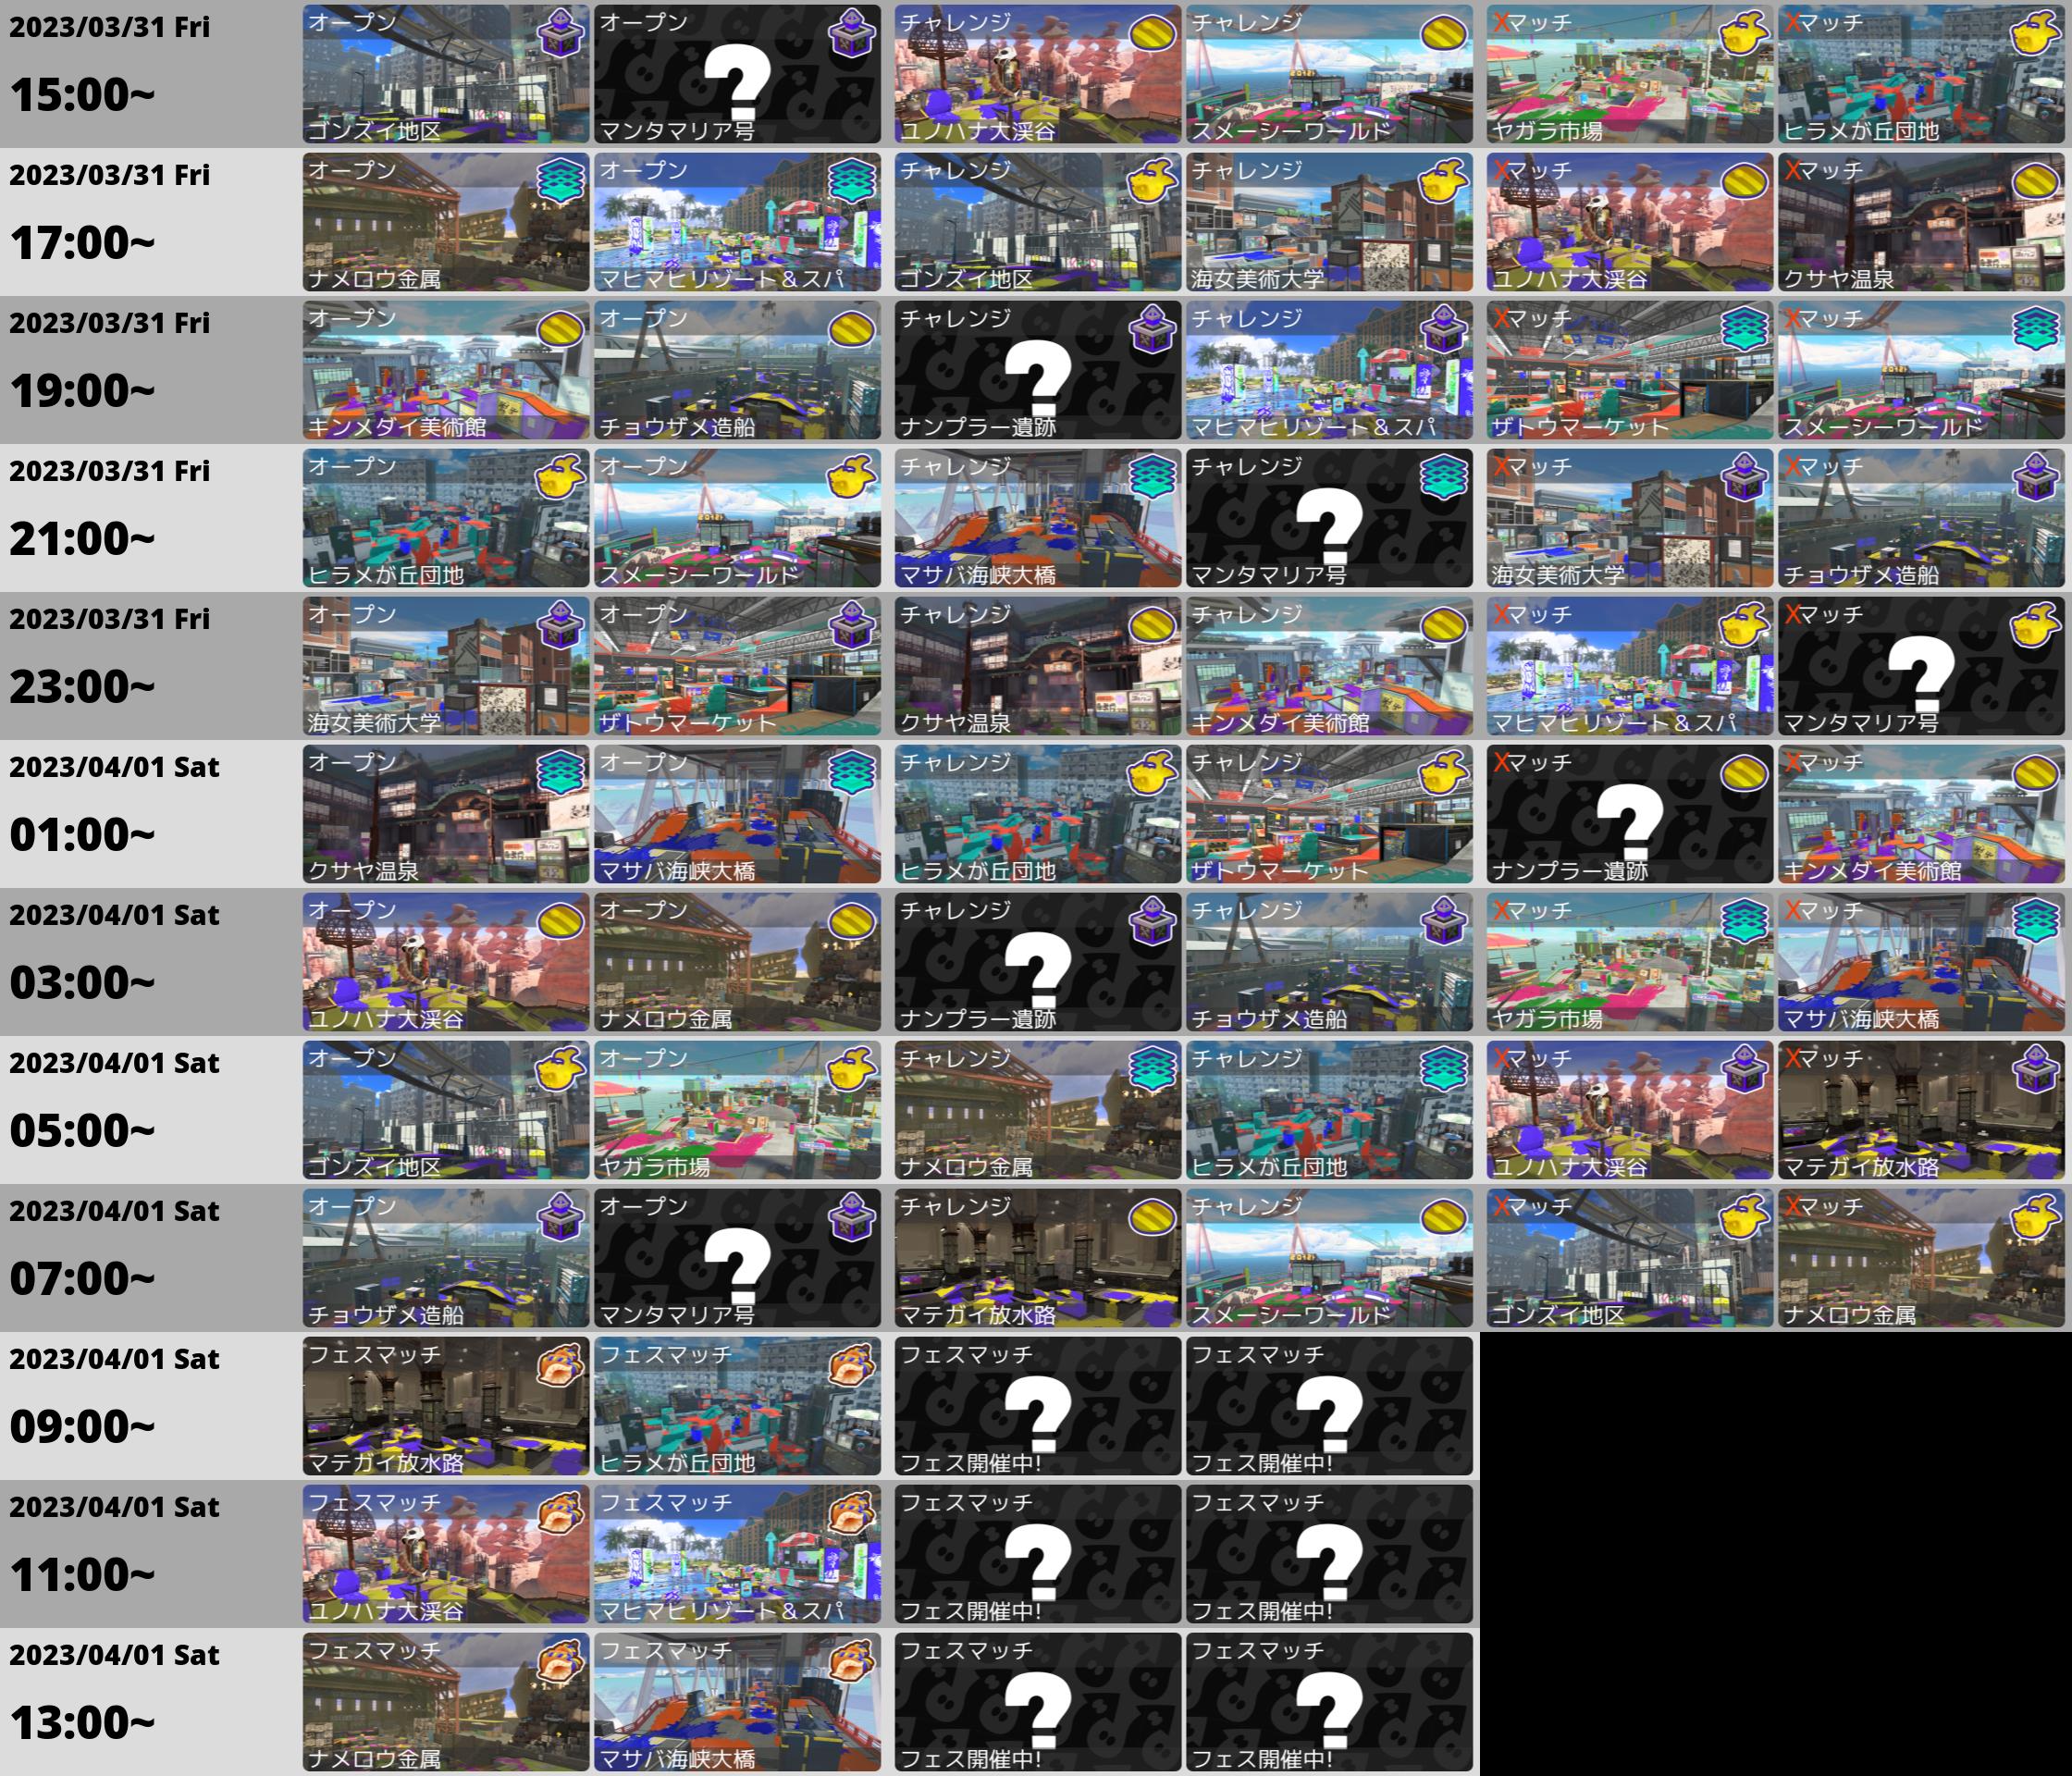 2023/03/31 Fri
15:00~
オープン
ゴンズイ地区
オープン
マンタマリア号
チャレンジ
ユノハナ大渓谷
チャレンジ
スメーシーワールド
Xマッチ
ヤガラ市場
Xマッチ
ヒラメが丘団地
2023/03/31 Fri
17:00~
オープン
ナメロウ金属
オープン
マヒマヒリゾート＆スパ
チャレンジ
ゴンズイ地区
チャレンジ
海女美術大学
Xマッチ
ユノハナ大渓谷
Xマッチ
クサヤ温泉
2023/03/31 Fri
19:00~
オープン
キンメダイ美術館
オープン
チョウザメ造船
チャレンジ
ナンプラー遺跡
チャレンジ
マヒマヒリゾート＆スパ
Xマッチ
ザトウマーケット
Xマッチ
スメーシーワールド
2023/03/31 Fri
21:00~
オープン
ヒラメが丘団地
オープン
スメーシーワールド
チャレンジ
マサバ海峡大橋
チャレンジ
マンタマリア号
Xマッチ
海女美術大学
Xマッチ
チョウザメ造船
2023/03/31 Fri
23:00~
オープン
海女美術大学
オープン
ザトウマーケット
チャレンジ
クサヤ温泉
チャレンジ
キンメダイ美術館
Xマッチ
マヒマヒリゾート＆スパ
Xマッチ
マンタマリア号
2023/04/01 Sat
01:00~
オープン
クサヤ温泉
オープン
マサバ海峡大橋
チャレンジ
ヒラメが丘団地
チャレンジ
ザトウマーケット
Xマッチ
ナンプラー遺跡
Xマッチ
キンメダイ美術館
2023/04/01 Sat
03:00~
オープン
ユノハナ大渓谷
オープン
ナメロウ金属
チャレンジ
ナンプラー遺跡
チャレンジ
チョウザメ造船
Xマッチ
ヤガラ市場
Xマッチ
マサバ海峡大橋
2023/04/01 Sat
05:00~
オープン
ゴンズイ地区
オープン
ヤガラ市場
チャレンジ
ナメロウ金属
チャレンジ
ヒラメが丘団地
Xマッチ
ユノハナ大渓谷
Xマッチ
マテガイ放水路
2023/04/01 Sat
07:00~
オープン
チョウザメ造船
オープン
マンタマリア号
チャレンジ
マテガイ放水路
チャレンジ
スメーシーワールド
Xマッチ
ゴンズイ地区
Xマッチ
ナメロウ金属
2023/04/01 Sat
09:00~
フェスマッチ
マテガイ放水路
フェスマッチ
ヒラメが丘団地
フェスマッチ
フェス開催中!
フェスマッチ
フェス開催中!
2023/04/01 Sat
11:00~
フェスマッチ
ユノハナ大渓谷
フェスマッチ
マヒマヒリゾート＆スパ
フェスマッチ
フェス開催中!
フェスマッチ
フェス開催中!
2023/04/01 Sat
13:00~
フェスマッチ
ナメロウ金属
フェスマッチ
マサバ海峡大橋
フェスマッチ
フェス開催中!
フェスマッチ
フェス開催中!